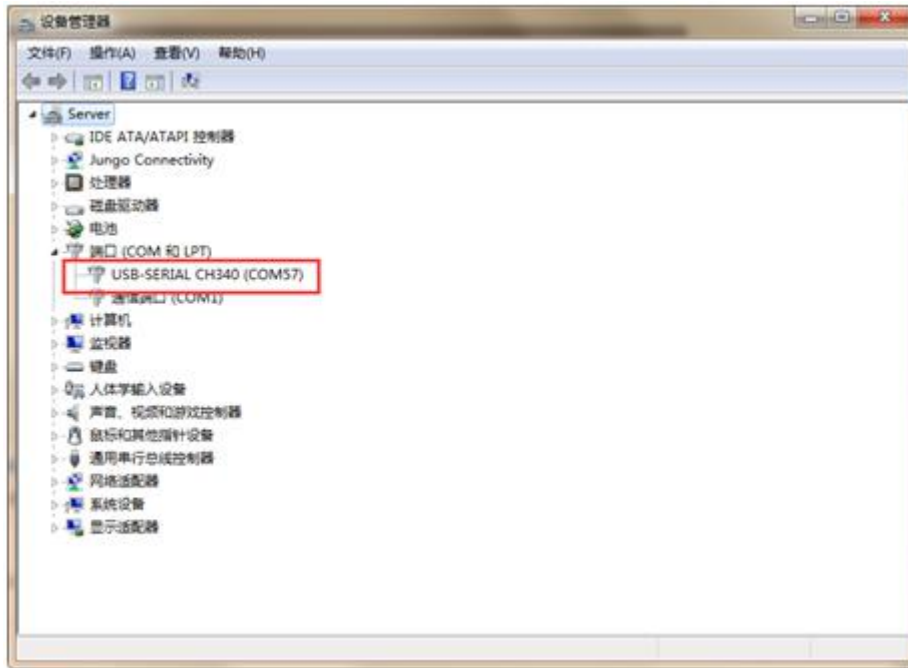 设备管理器
文件(F) 操作(A) 查看(V) 帮助(H)
Server
IDE ATA/ATAPI 控制器
Jungo Connectivity
处理器
磁盘驱动器
电池
端口 (COM 和 LPT)
USB-SERIAL CH340 (COM57)
通信端口 (COM1)
计算机
监视器
键盘
人体学输入设备
声音、视频和游戏控制器
鼠标和其他指针设备
通用串行总线控制器
网络适配器
系统设备
显示适配器